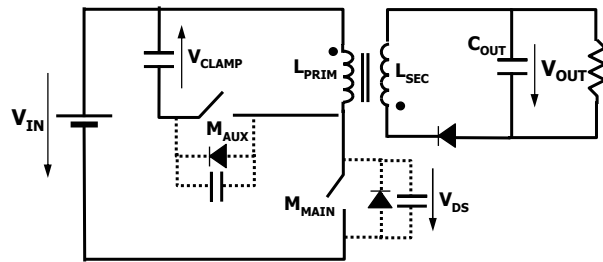 V_CLAMP
C_OUT
V_OUT
L_PRIM
L_SEC
V_IN
M_AUX
M_MAIN
V_DS